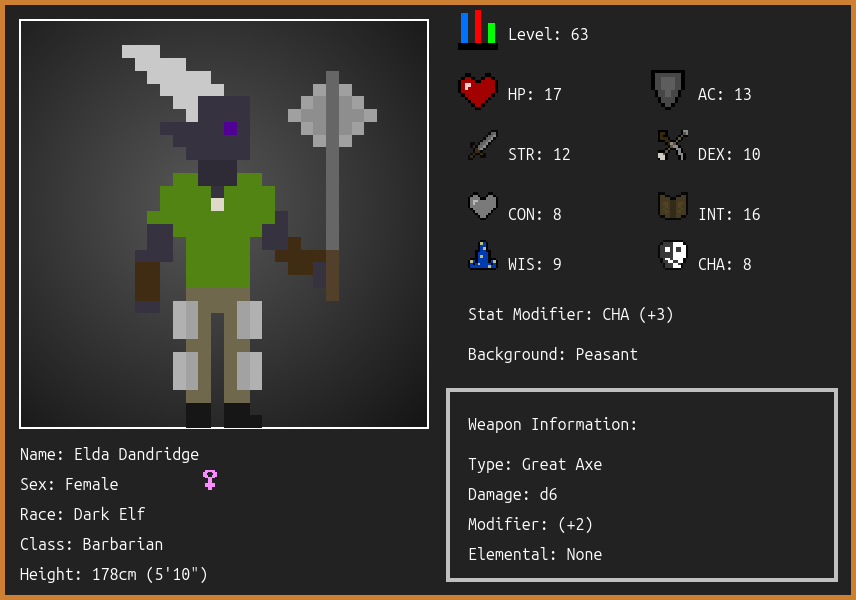 Level: 63
HP: 17
AC: 13
STR: 12
DEX: 10
CON: 8
INT: 16
WIS: 9
CHA: 8
Stat Modifier: CHA (+3)
Background: Peasant
Weapon Information:
Type: Great Axe
Damage: d6
Modifier: (+2)
Elemental: None
Name: Elda Dandridge
Sex: Female
Race: Dark Elf
Class: Barbarian
Height: 178cm (5'10")